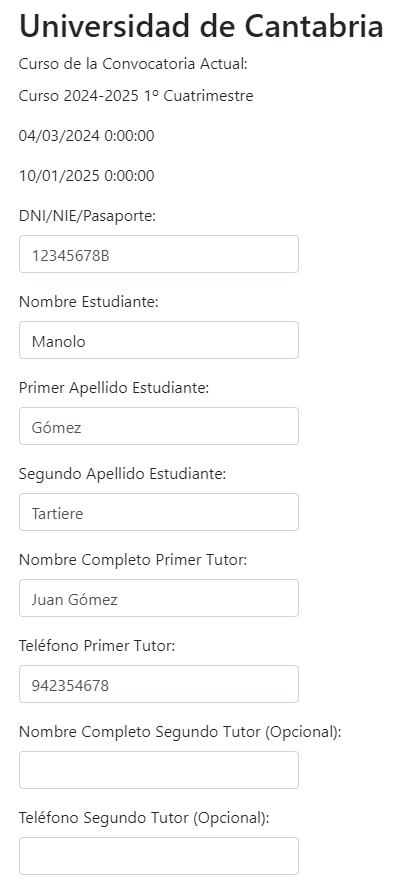 Universidad de Cantabria
Curso de la Convocatoria Actual:
Curso 2024-2025 1º Cuatrimestre
04/03/2024 0:00:00
10/01/2025 0:00:00
DNI/NIE/Pasaporte:
12345678B
Nombre Estudiante:
Manolo
Primer Apellido Estudiante:
Gómez
Segundo Apellido Estudiante:
Tartiere
Nombre Completo Primer Tutor:
Juan Gómez
Teléfono Primer Tutor:
942354678
Nombre Completo Segundo Tutor (Opcional):
Teléfono Segundo Tutor (Opcional):